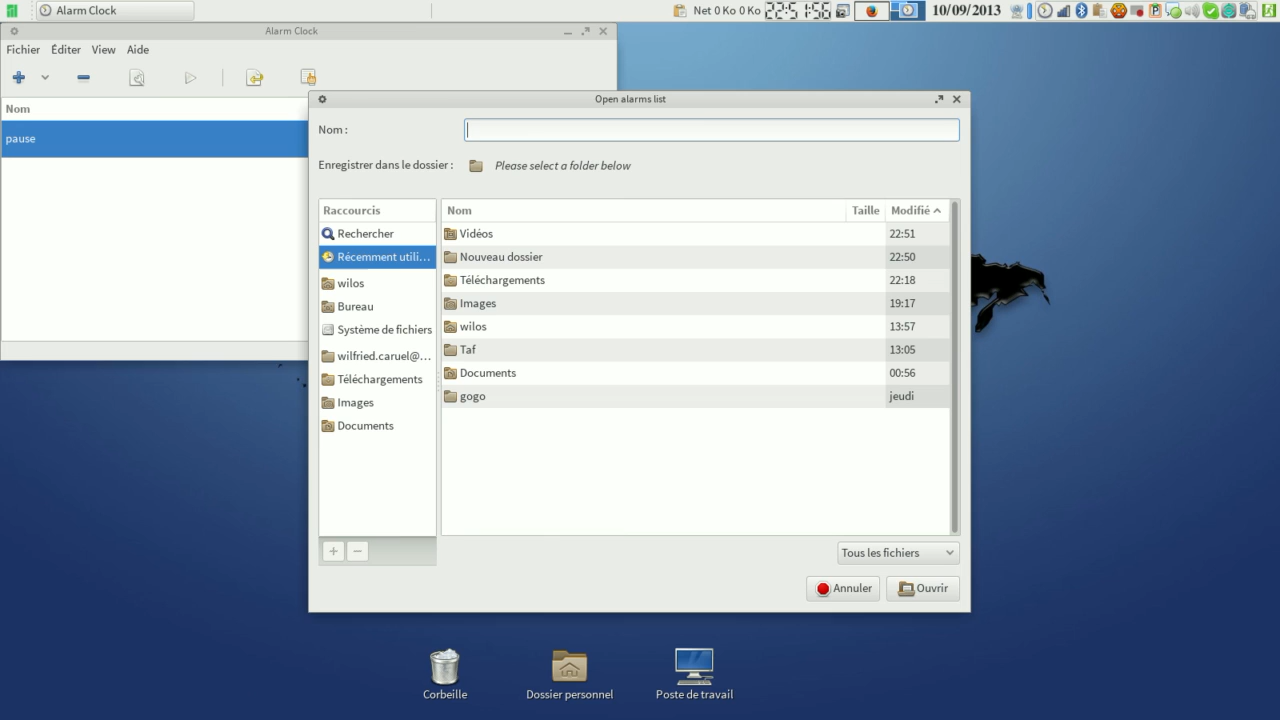 Alarm Clock
Net 0 Ko 0 Ko
22:51:56
10/09/2013
Alarm Clock
Fichier Éditer View Aide
Nom
pause
Open alarms list
Nom :
Enregistrer dans le dossier : Please select a folder below
Raccourcis
Rechercher
Récemment utili...
wilos
Bureau
Système de fichiers
wilfried.caruel@...
Téléchargements
Images
Documents
Nom Taille Modifié
Vidéos 22:51
Nouveau dossier 22:50
Téléchargements 22:18
Images 19:17
wilos 13:57
Taf 13:05
Documents 00:56
gogo jeudi
Tous les fichiers
Annuler Ouvrir
Corbeille
Dossier personnel
Poste de travail